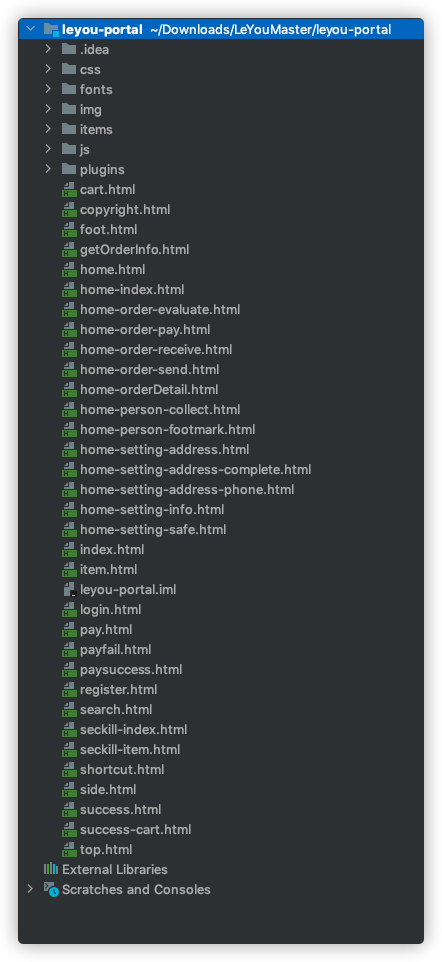 leyou-portal ~/Downloads/LeYouMaster/leyou-portal
.idea
css
fonts
img
items
js
plugins
cart.html
copyright.html
foot.html
getOrderInfo.html
home.html
home-index.html
home-order-evaluate.html
home-order-pay.html
home-order-receive.html
home-order-send.html
home-orderDetail.html
home-person-collect.html
home-person-footmark.html
home-setting-address.html
home-setting-address-complete.html
home-setting-address-phone.html
home-setting-info.html
home-setting-safe.html
index.html
item.html
leyou-portal.iml
login.html
pay.html
payfail.html
paysuccess.html
register.html
search.html
seckill-index.html
seckill-item.html
shortcut.html
side.html
success.html
success-cart.html
top.html
External Libraries
Scratches and Consoles